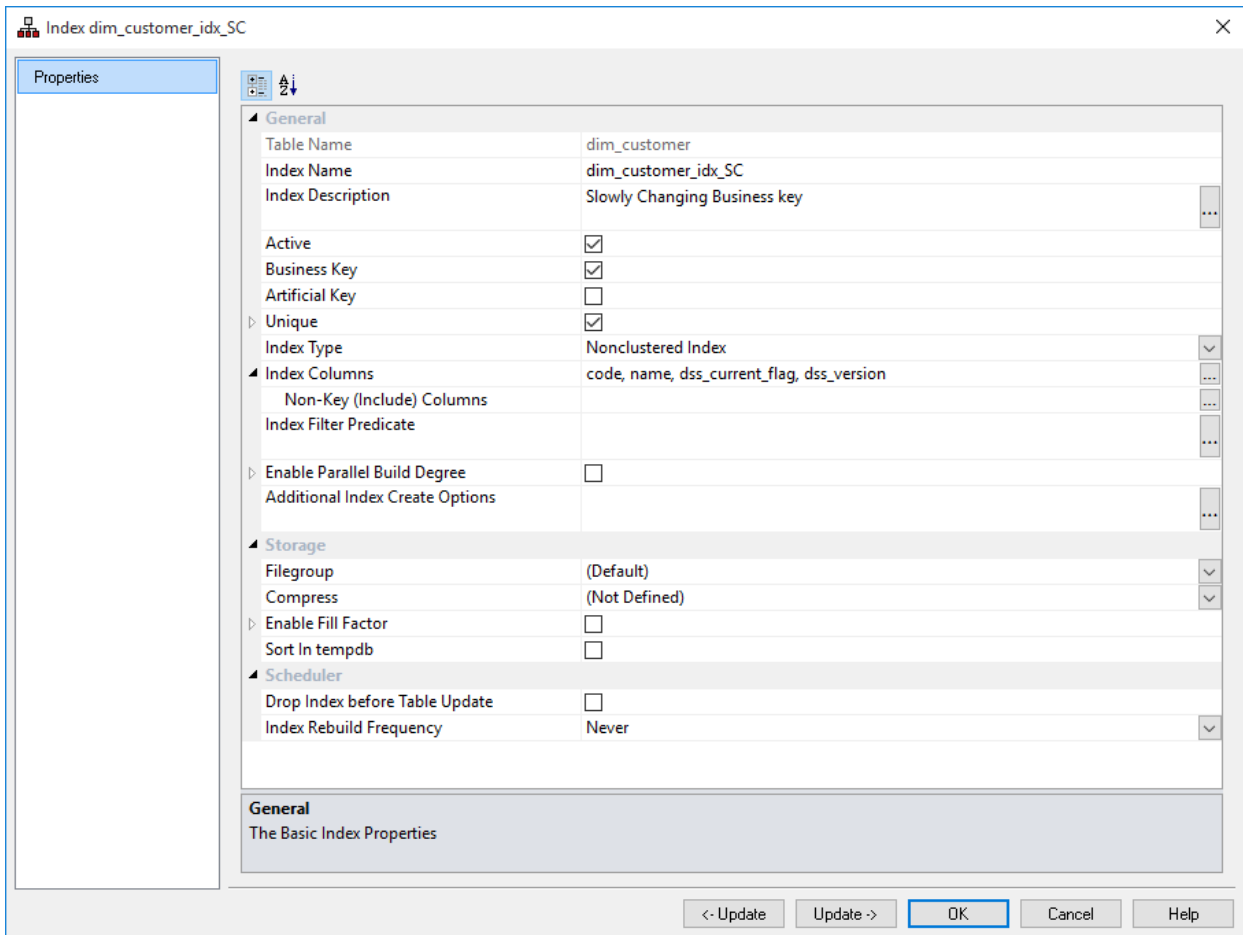 Index dim_customer_idx_SC
Properties
General
Table Name dim_customer
Index Name dim_customer_idx_SC
Index Description Slowly Changing Business key
...
Active
Business Key
Artificial Key
Unique
Index Type Nonclustered Index
Index Columns code, name, dss_current_flag, dss_version ...
Non-Key (Include) Columns ...
Index Filter Predicate
...
Enable Parallel Build Degree
Additional Index Create Options
...
Storage
Filegroup (Default)
Compress (Not Defined)
Enable Fill Factor
Sort In tempdb
Scheduler
Drop Index before Table Update
Index Rebuild Frequency Never
General
The Basic Index Properties
<- Update Update -> OK Cancel Help